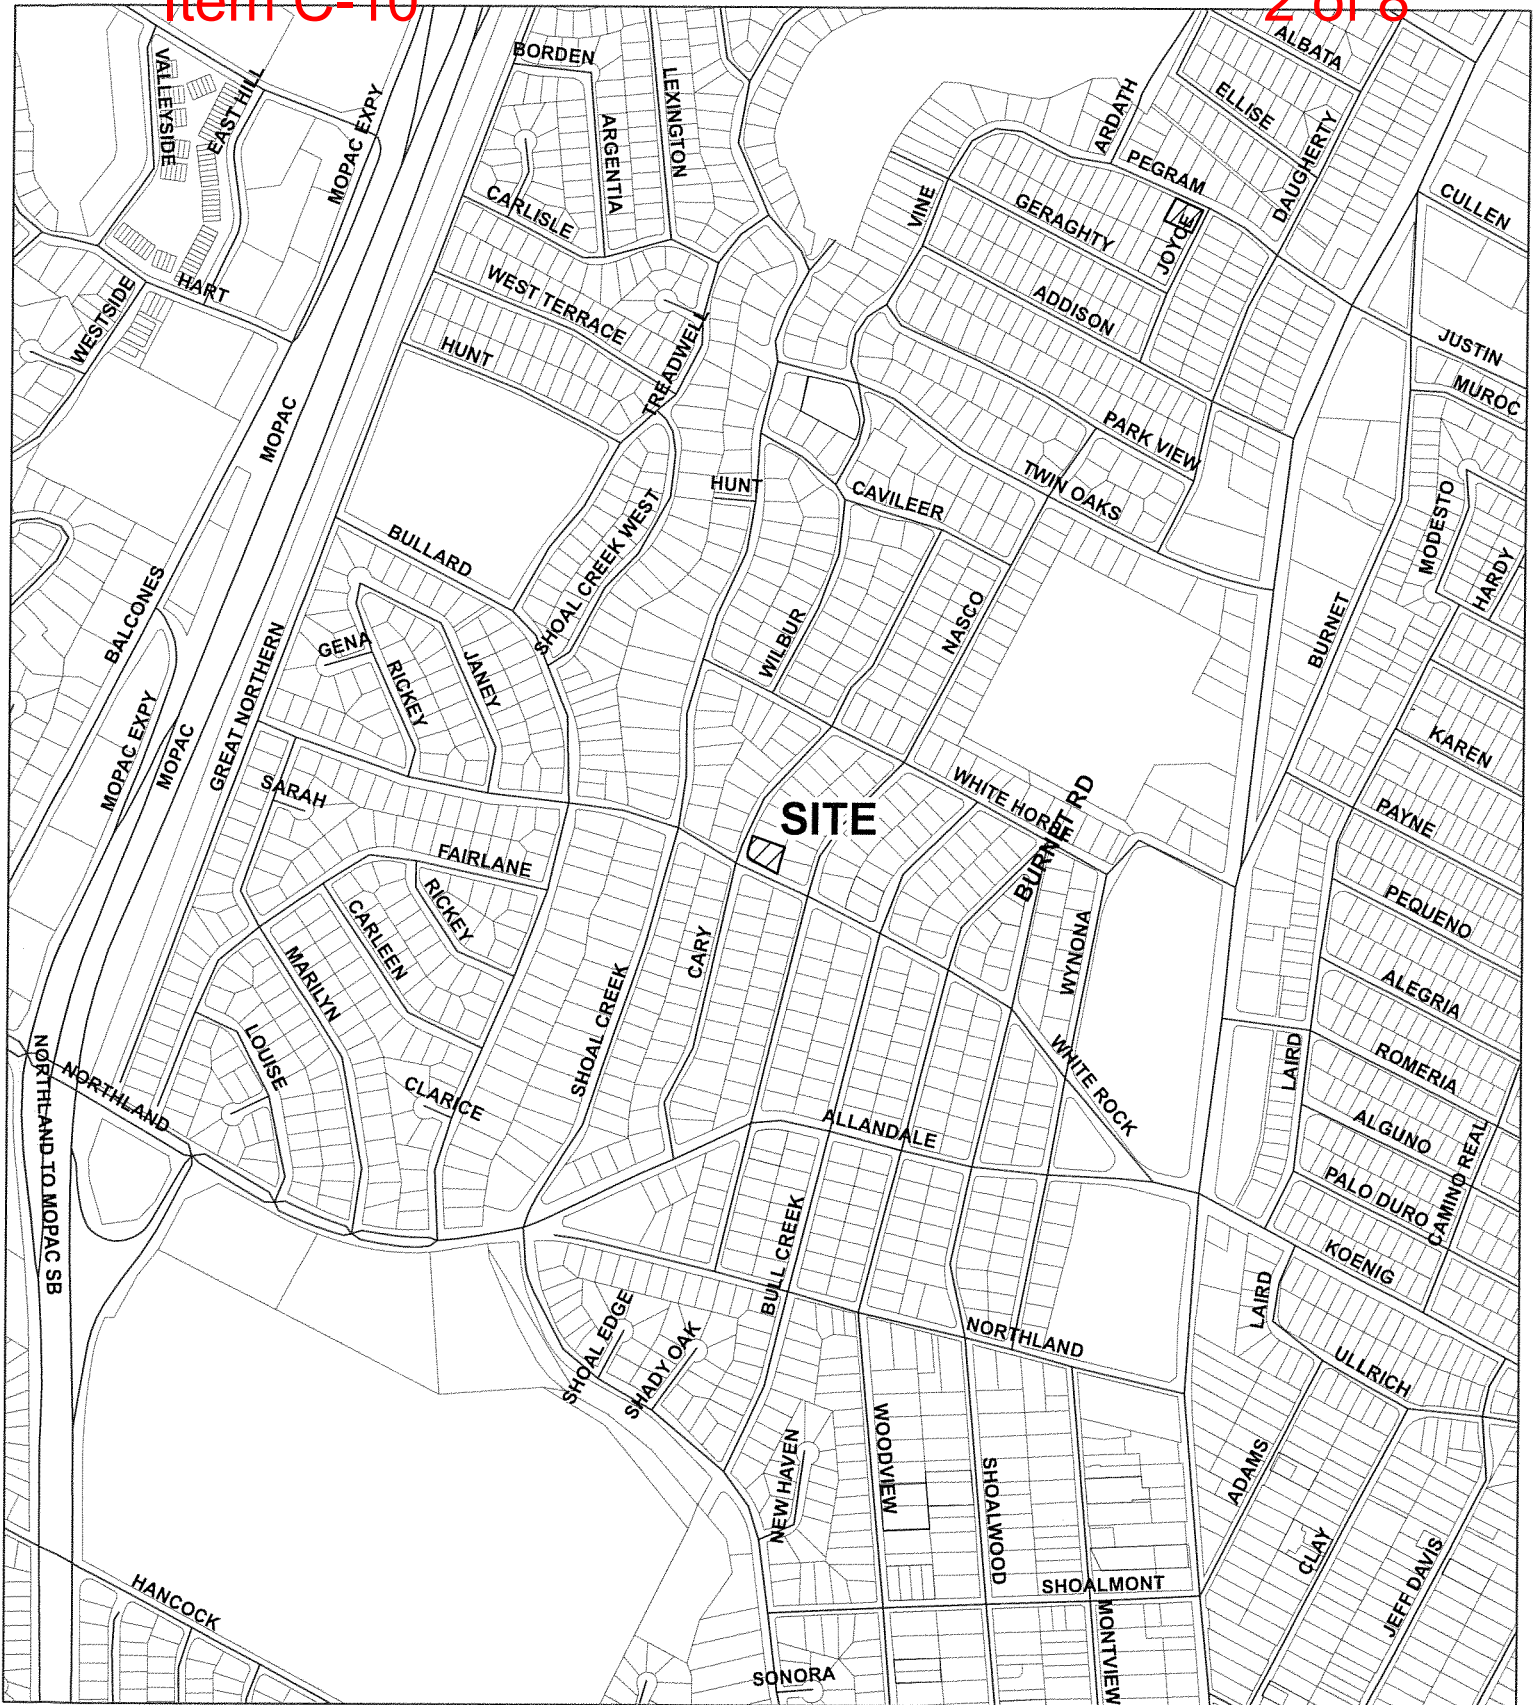 Item C-10
2 of 8
BORDEN
ALBATA
VALLEYSIDE
EAST HILL
LEXINGTON
MOPAC EXPY
ELLISE
ARDATH
ARGENTIA
DAUGHERTY
PEGRAM
CARLISLE
VINE
GERAGHTY
CULLEN
JOYCE
HART
WEST TERRACE
ADDISON
WESTSIDE
HUNT
TREADWELL
JUSTIN
MUROC
MOPAC
PARK VIEW
TWIN OAKS
HUNT
CAVILEER
MODESTO
BULLARD
SHOAL CREEK WEST
HARDY
BALCONES
NASCO
BURNET
WILBUR
GENA
RICKEY
JANEY
GREAT NORTHERN
MOPAC EXPY
MOPAC
KAREN
SARAH
WHITE HORSE
SITE
BURNET RD
PAYNE
FAIRLANE
RICKEY
PEQUENO
CARLEEN
CARY
WYNONA
MARILYN
ALEGRIA
SHOAL CREEK
LOUISE
NORTHLAND
NORTHLAND TO MOPAC SB
WHITE ROCK
LAIRD
ROMERIA
CLARICE
ALLANDALE
ALGUNO
CAMINO REAL
PALO DURO
BULL CREEK
KOENIG
LAIRD
SHOAL EDGE
SHADY OAK
NORTHLAND
ULLRICH
WOODVIEW
NEW HAVEN
SHOALWOOD
ADAMS
CLAY
JEFF DAVIS
HANCOCK
SHOALMONT
MONTVIEW
SONORA